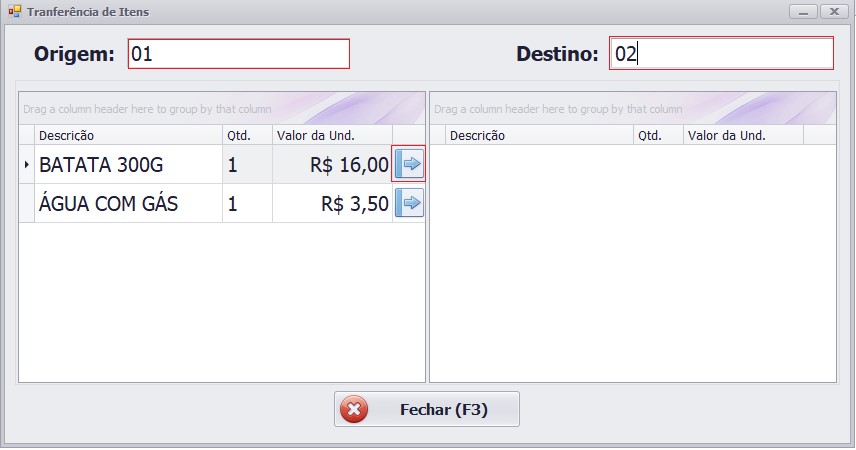 Tranferência de Itens
Origem: 01 Destino: 02
Drag a column header here to group by that column Drag a column header here to group by that column
Descrição Qtd. Valor da Und. Descrição Qtd. Valor da Und.
BATATA 300G 1 R$ 16,00
ÁGUA COM GÁS 1 R$ 3,50
Fechar (F3)